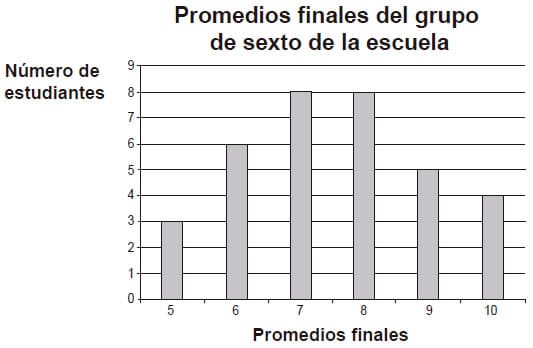 Promedios finales del grupo
de sexto de la escuela
Número de
estudiantes
9
8
7
6
5
4
3
2
1
0
5 6 7 8 9 10
Promedios finales